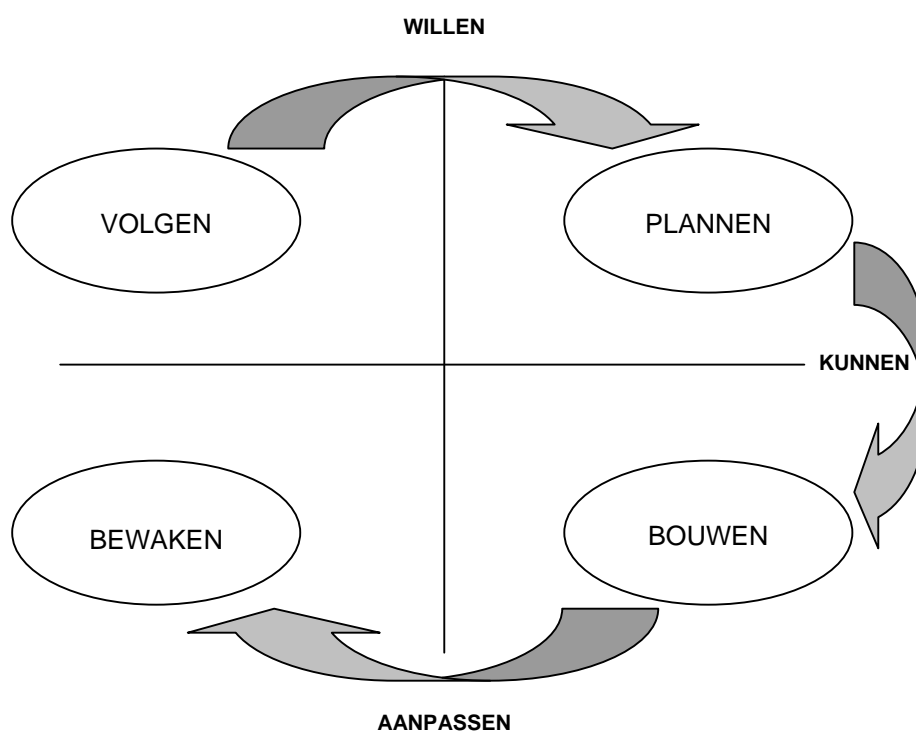 WILLEN
VOLGEN
PLANNEN
KUNNEN
BEWAKEN
BOUWEN
AANPASSEN